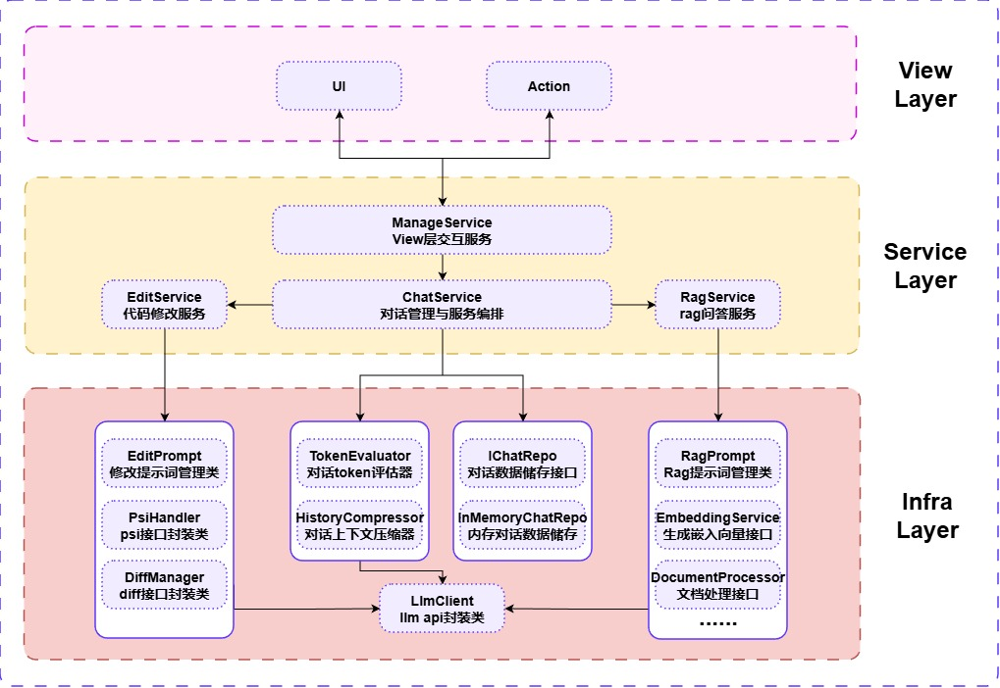 UI
Action
View
Layer
ManageService
View层交互服务
EditService
代码修改服务
ChatService
对话管理与服务编排
RagService
rag问答服务
Service
Layer
EditPrompt
修改提示词管理类
PsiHandler
psi接口封装类
DiffManager
diff接口封装类
TokenEvaluator
对话token评估器
HistoryCompressor
对话上下文压缩器
IChatRepo
对话数据储存接口
InMemoryChatRepo
内存对话数据储存
RagPrompt
Rag提示词管理类
EmbeddingService
生成嵌入向量接口
DocumentProcessor
文档处理接口
......
LlmClient
llm api封装类
Infra
Layer